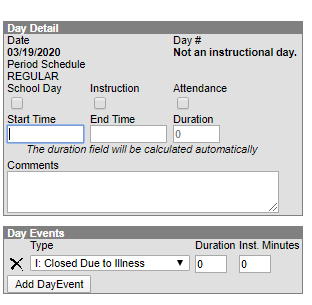 Day Detail
Date Day #
03/19/2020 Not an instructional day.
Period Schedule
REGULAR
School Day Instruction Attendance
Start Time End Time Duration
0
The duration field will be calculated automatically
Comments
Day Events
Type Duration Inst. Minutes
I: Closed Due to Illness 0 0
Add DayEvent